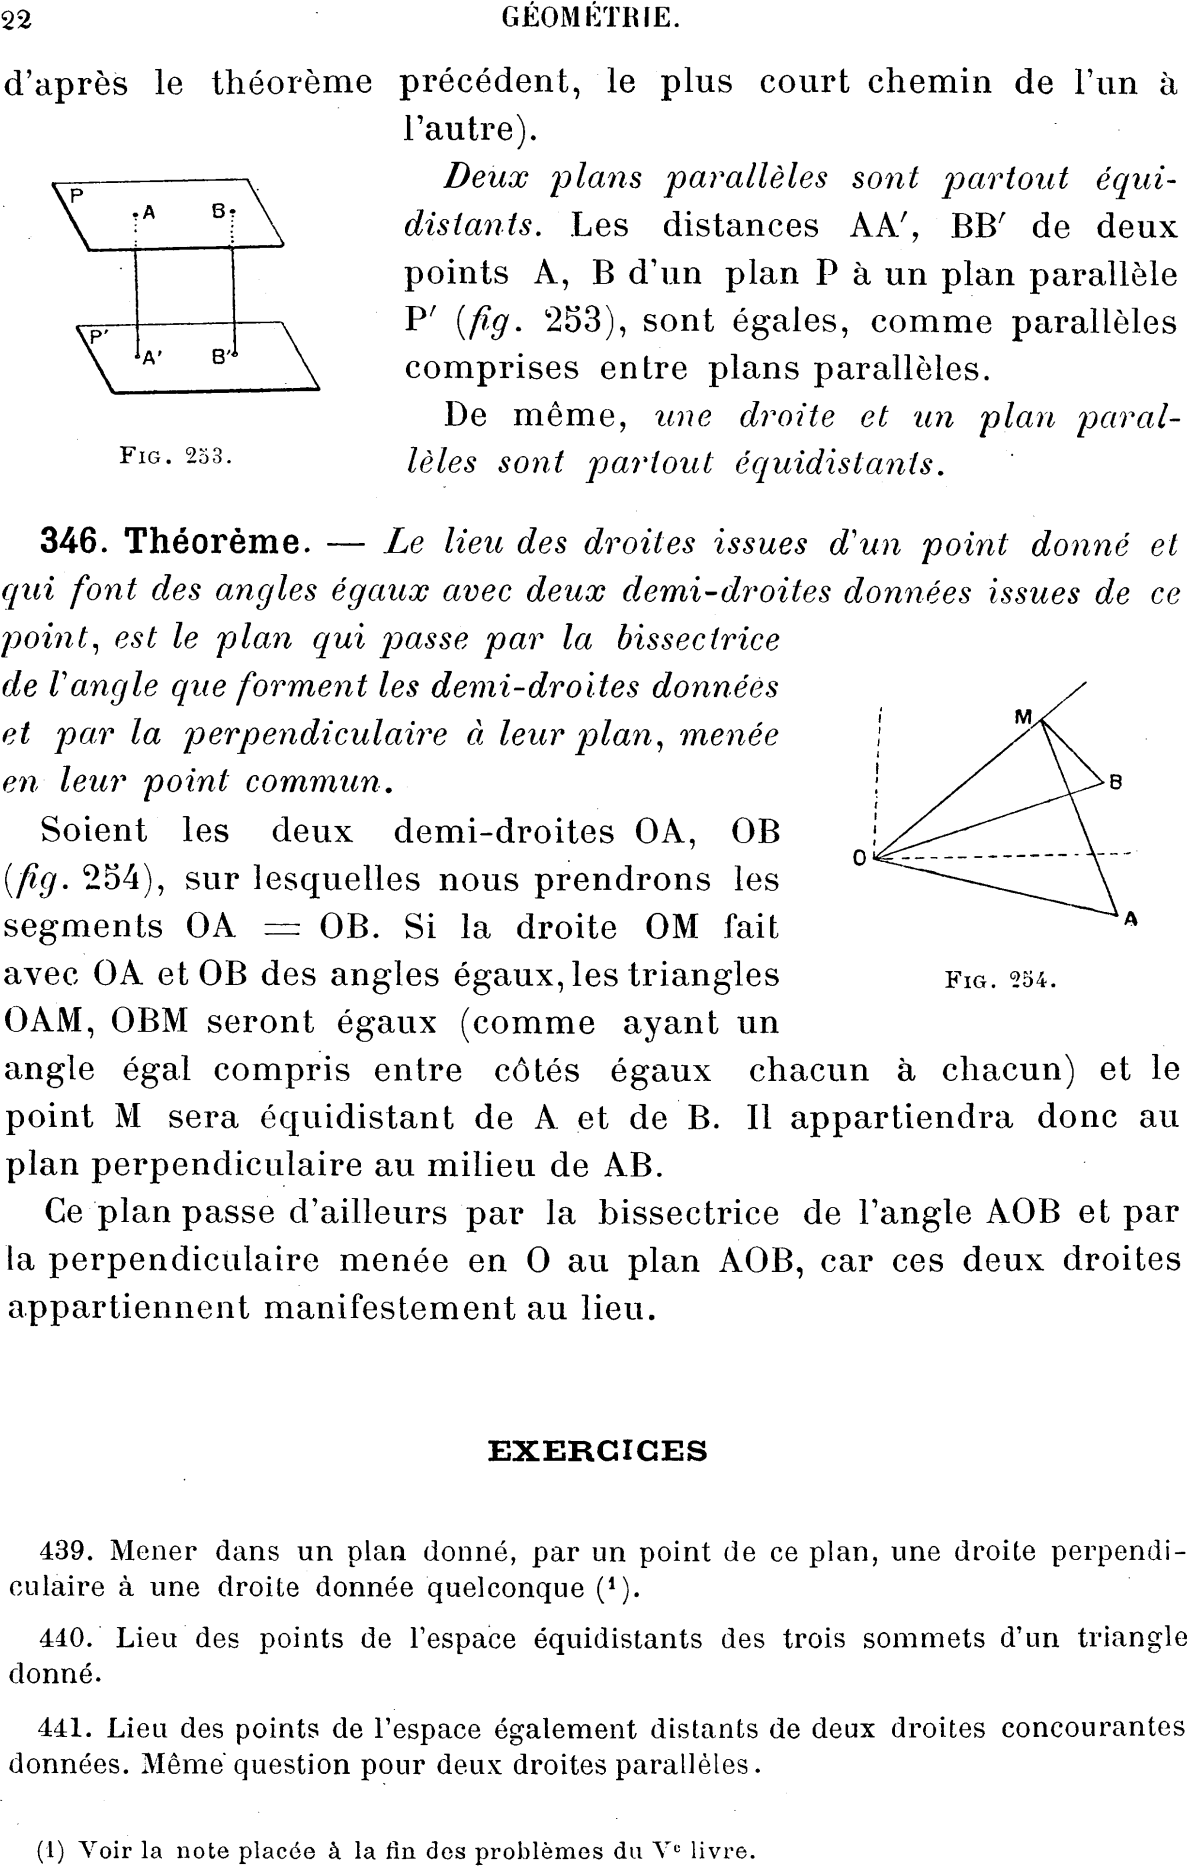 22 GÉOMÉTRIE.
d'après le théorème précédent, le plus court chemin de l'un à
l'autre).
Deux plans parallèles sont partout équi-
distants. Les distances AA′, BB′ de deux
points A, B d'un plan P à un plan parallèle
P′ (fig. 253), sont égales, comme parallèles
comprises entre plans parallèles.
De même, une droite et un plan paral-
lèles sont partout équidistants.
P
A B
P′
A′ B′
FIG. 253.
346. Théorème. — Le lieu des droites issues d'un point donné et
qui font des angles égaux avec deux demi-droites données issues de ce
point, est le plan qui passe par la bissectrice
de l'angle que forment les demi-droites données
et par la perpendiculaire à leur plan, menée
en leur point commun.
Soient les deux demi-droites OA, OB
(fig. 254), sur lesquelles nous prendrons les
segments OA = OB. Si la droite OM fait
avec OA et OB des angles égaux, les triangles
OAM, OBM seront égaux (comme ayant un
M
B
O
A
FIG. 254.
angle égal compris entre côtés égaux chacun à chacun) et le
point M sera équidistant de A et de B. Il appartiendra donc au
plan perpendiculaire au milieu de AB.
Ce plan passe d'ailleurs par la bissectrice de l'angle AOB et par
la perpendiculaire menée en O au plan AOB, car ces deux droites
appartiennent manifestement au lieu.
EXERCICES
439. Mener dans un plan donné, par un point de ce plan, une droite perpendi-
culaire à une droite donnée quelconque (¹).
440. Lieu des points de l'espace équidistants des trois sommets d'un triangle
donné.
441. Lieu des points de l'espace également distants de deux droites concourantes
données. Même question pour deux droites parallèles.
(1) Voir la note placée à la fin des problèmes du Vᵉ livre.